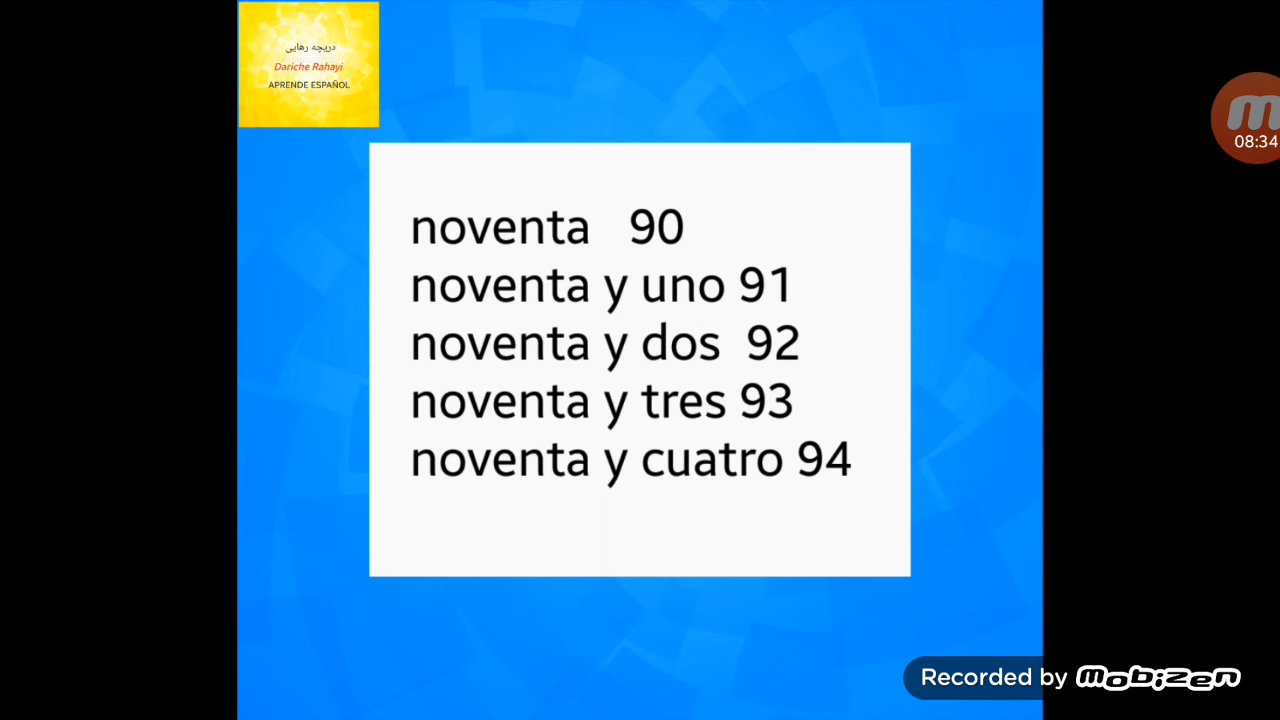 دریچه رهایی
Dariche Rahayi
APRENDE ESPAÑOL
08:34
noventa 90
noventa y uno 91
noventa y dos 92
noventa y tres 93
noventa y cuatro 94
Recorded by mobizen